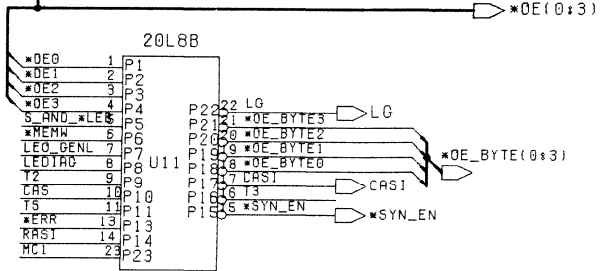 *OE(0:3)
20L8B
*OE0 1 P1
*OE1 2 P2
*OE2 3 P3
*OE3 4 P4
S_AND_*LEB 5 P5
*MEMW 6 P6
LEO_GENL 7 P7
LEDIAG 8 P8
T2 9 P9
CAS 10 P10
TS 11 P11
*ERR 13 P13
RASI 14 P14
MC1 23 P23
U11
P22 22 LG LG
P21 21 *OE_BYTE3
P20 20 *OE_BYTE2
P19 19 *OE_BYTE1
P18 18 *OE_BYTE0
*OE_BYTE(0:3)
P17 17 CASI CASI
P16 16 T3
P15 15 *SYN_EN *SYN_EN